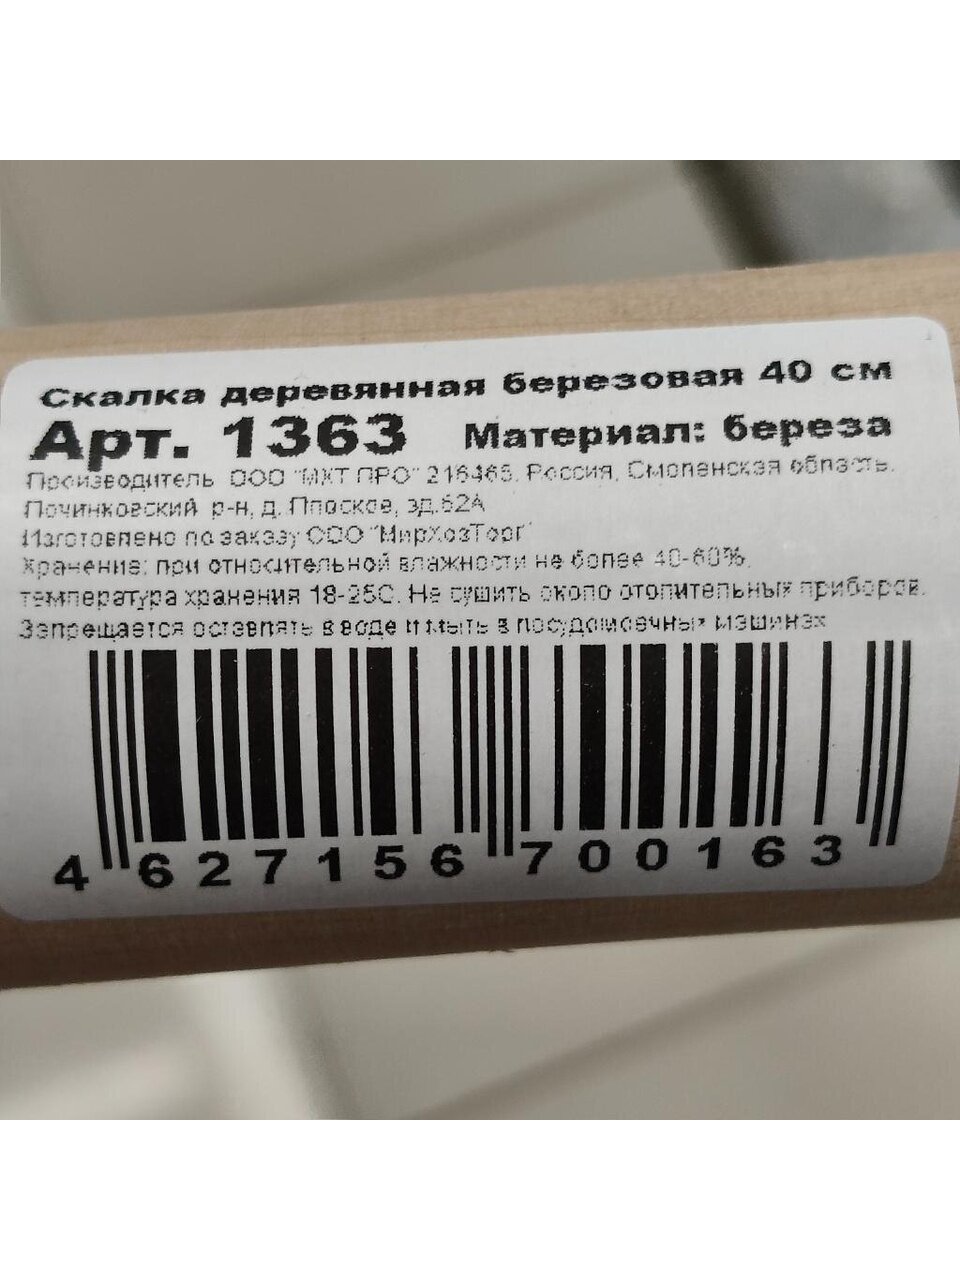 Скалка деревянная березовая 40 см
Арт. 1363 Материал: береза
Производитель ООО "МХТ ПРО" 216465, Россия, Смоленская область,
Починковский р-н, д. Плоское, зд.62А
Изготовлено по заказу ООО "МирХозТорг"
Хранение: при относительной влажности не более 40-60%,
температура хранения 18-25С. Не сушить около отопительных приборов.
Запрещается оставлять в воде и мыть в посудомоечных машинах
4 627156 700163